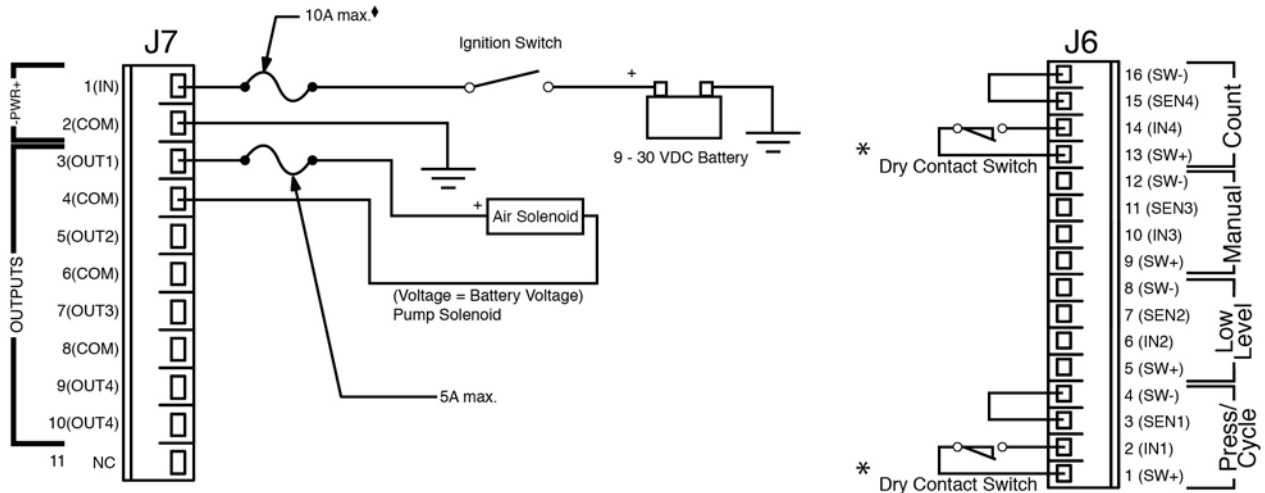 10A max.♦
J7
Ignition Switch
-PWR+
1(IN)
2(COM)
+
9 - 30 VDC Battery
OUTPUTS
3(OUT1)
4(COM)
5(OUT2)
6(COM)
7(OUT3)
8(COM)
9(OUT4)
10(OUT4)
11 NC
+
Air Solenoid
(Voltage = Battery Voltage)
Pump Solenoid
5A max.
J6
16 (SW-)
15 (SEN4)
14 (IN4)
13 (SW+)
Count
* Dry Contact Switch
12 (SW-)
11 (SEN3)
10 (IN3)
9 (SW+)
Manual
8 (SW-)
7 (SEN2)
6 (IN2)
5 (SW+)
Low
Level
4 (SW-)
3 (SEN1)
2 (IN1)
1 (SW+)
Press/
Cycle
* Dry Contact Switch